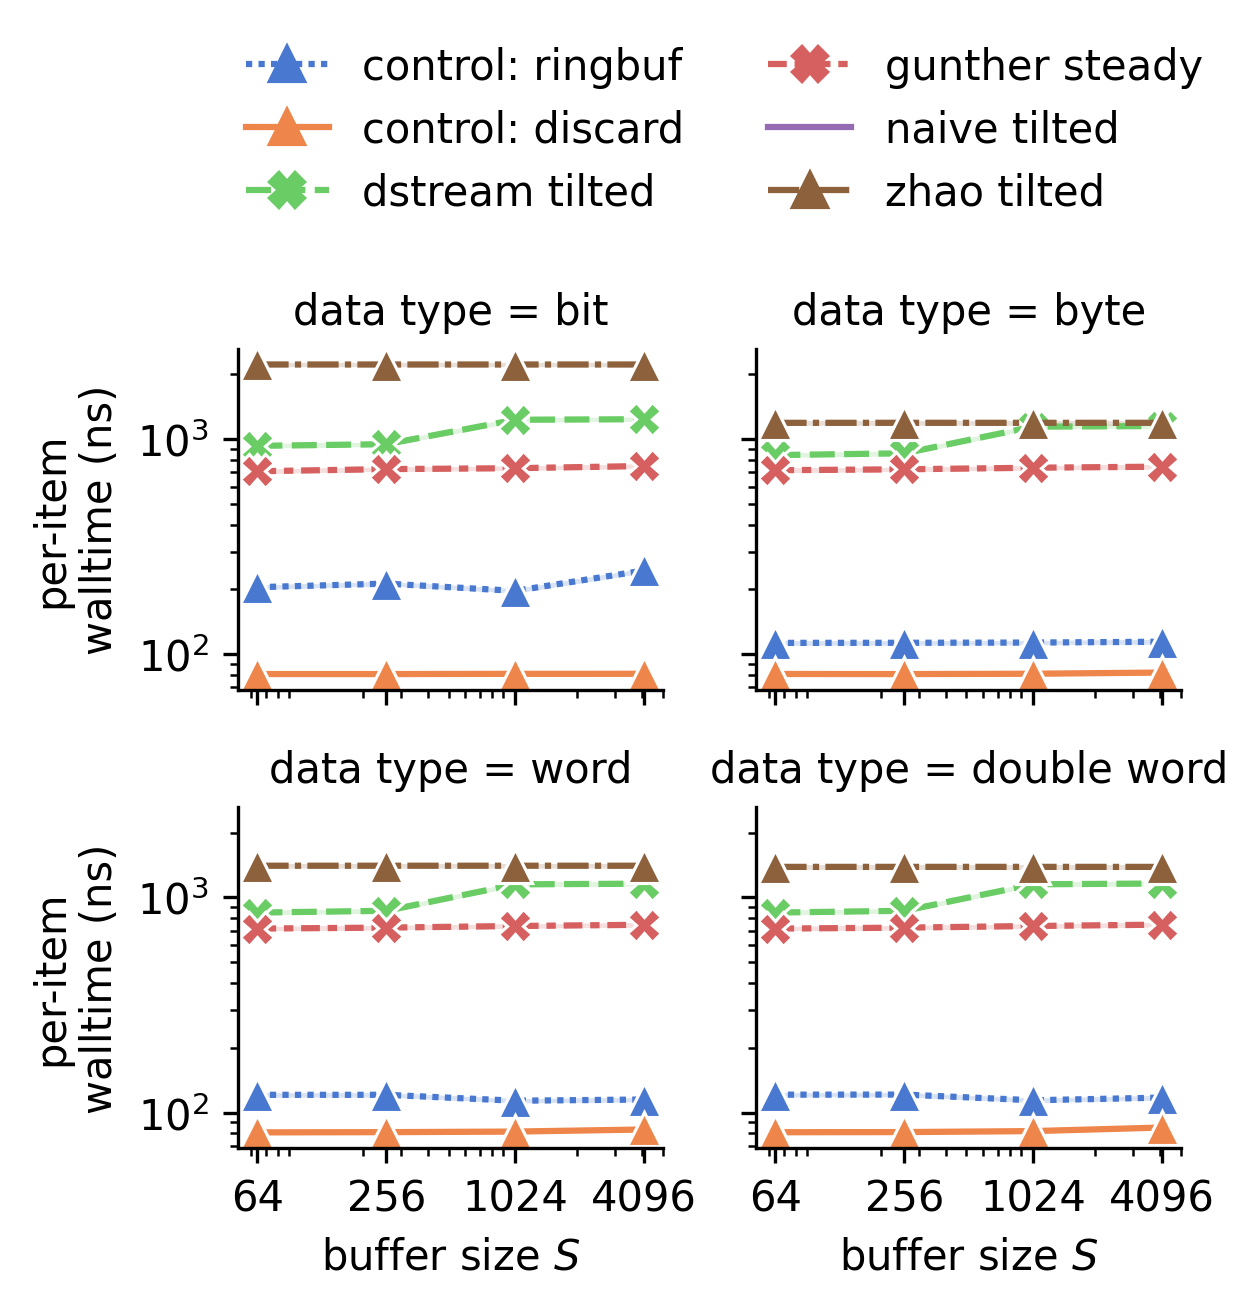 control: ringbuf
control: discard
dstream tilted
gunther steady
naive tilted
zhao tilted
data type = bit
data type = byte
per-item
walltime (ns)
10³
10²
data type = word
data type = double word
per-item
walltime (ns)
10³
10²
64 256 1024 4096
64 256 1024 4096
buffer size S
buffer size S